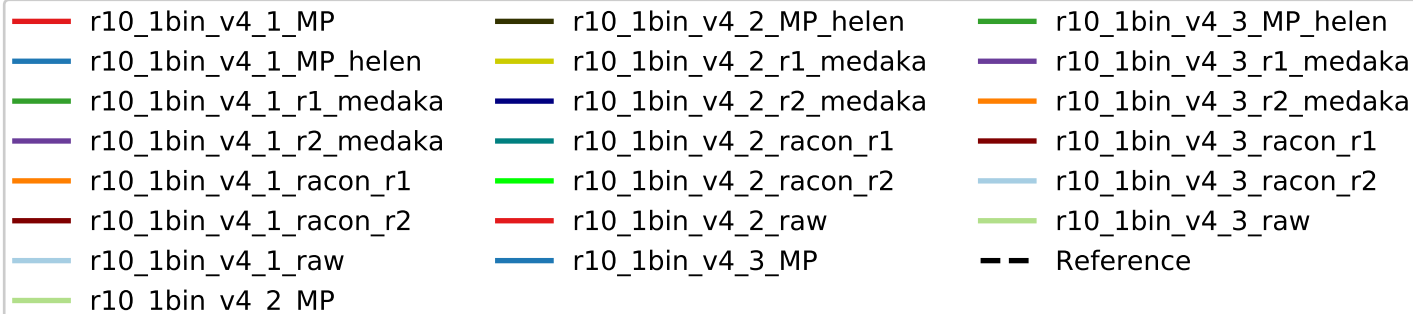 r10_1bin_v4_1_MP
r10_1bin_v4_1_MP_helen
r10_1bin_v4_1_r1_medaka
r10_1bin_v4_1_r2_medaka
r10_1bin_v4_1_racon_r1
r10_1bin_v4_1_racon_r2
r10_1bin_v4_1_raw
r10_1bin_v4_2_MP
r10_1bin_v4_2_MP_helen
r10_1bin_v4_2_r1_medaka
r10_1bin_v4_2_r2_medaka
r10_1bin_v4_2_racon_r1
r10_1bin_v4_2_racon_r2
r10_1bin_v4_2_raw
r10_1bin_v4_3_MP
r10_1bin_v4_3_MP_helen
r10_1bin_v4_3_r1_medaka
r10_1bin_v4_3_r2_medaka
r10_1bin_v4_3_racon_r1
r10_1bin_v4_3_racon_r2
r10_1bin_v4_3_raw
Reference